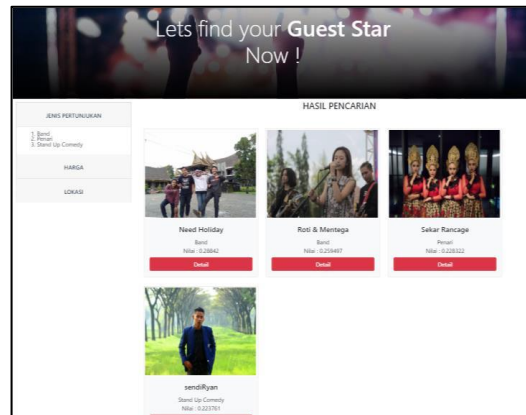 Lets find your Guest Star
Now !
JENIS PERTUNJUKAN
1. Band
2. Penari
3. Stand Up Comedy
HARGA
LOKASI
HASIL PENCARIAN
Need Holiday
Band
Nilai : 0.28842
Detail
Roti & Mentega
Band
Nilai : 0.259497
Detail
Sekar Rancage
Penari
Nilai : 0.228322
Detail
sendiRyan
Stand Up Comedy
Nilai : 0.223761